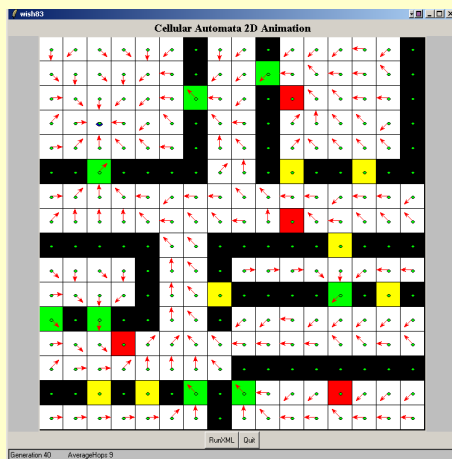 wish83
Cellular Automata 2D Animation
RunXML Quit
Generation 40 AverageHops 9